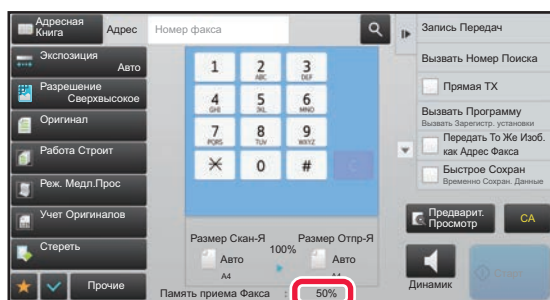 Адресная
Книга
Адрес
Номер факса
Экспозиция
Авто
Разрешение
Сверхвысокое
Оригинал
Работа Строит
Реж. Медл.Прос
Учет Оригиналов
Стереть
Прочие
1
2
ABC
3
DEF
4
GHI
5
JKL
6
MNO
7
PQRS
8
TUV
9
WXYZ
0
#
C
Размер Скан-Я
100%
Размер Отпр-Я
Авто
A4
Авто
A4
Память приема Факса : 50%
Запись Передач
Вызвать Номер Поиска
Прямая TX
Вызвать Программу
Вызвать Зарегистр. установки
Передать То Же Изоб.
как Адрес Факса
Быстрое Сохран
Временно Сохран. Данные
Предварит.
Просмотр
CA
Динамик
Старт